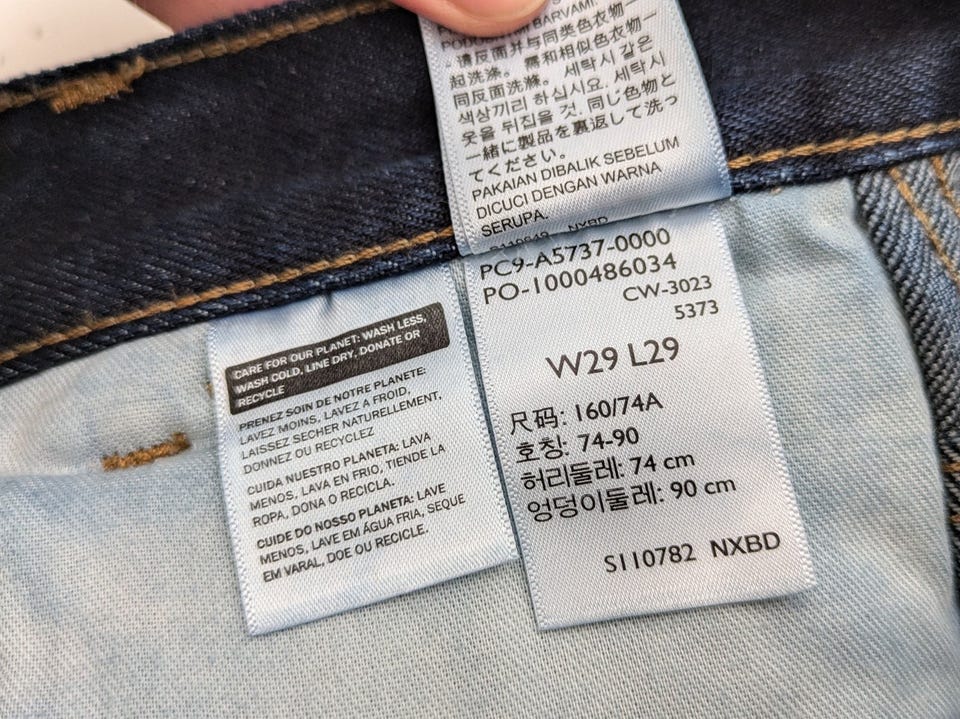 BARVAMI.
。请反面并与同类色衣物一
起洗涤。需和相似色衣物一
同反面洗滌。세탁시 같은
색상끼리 하십시요. 세탁시
옷을 뒤집을 것. 同じ色物と
一緒に製品を裏返して洗っ
てください。
PAKAIAN DIBALIK SEBELUM
DICUCI DENGAN WARNA
SERUPA.
NXBD
PC9-A5737-0000
PO-1000486034
CW-3023
5373
W29 L29
尺码: 160/74A
호칭: 74-90
허리둘레: 74 cm
엉덩이둘레: 90 cm
S110782 NXBD
CARE FOR OUR PLANET: WASH LESS,
WASH COLD, LINE DRY, DONATE OR
RECYCLE
PRENEZ SOIN DE NOTRE PLANETE:
LAVEZ MOINS, LAVEZ A FROID,
LAISSEZ SECHER NATURELLEMENT,
DONNEZ OU RECYCLEZ
CUIDA NUESTRO PLANETA: LAVA
MENOS, LAVA EN FRIO, TIENDE LA
ROPA, DONA O RECICLA.
CUIDE DO NOSSO PLANETA: LAVE
MENOS, LAVE EM ÁGUA FRIA, SEQUE
EM VARAL, DOE OU RECICLE.